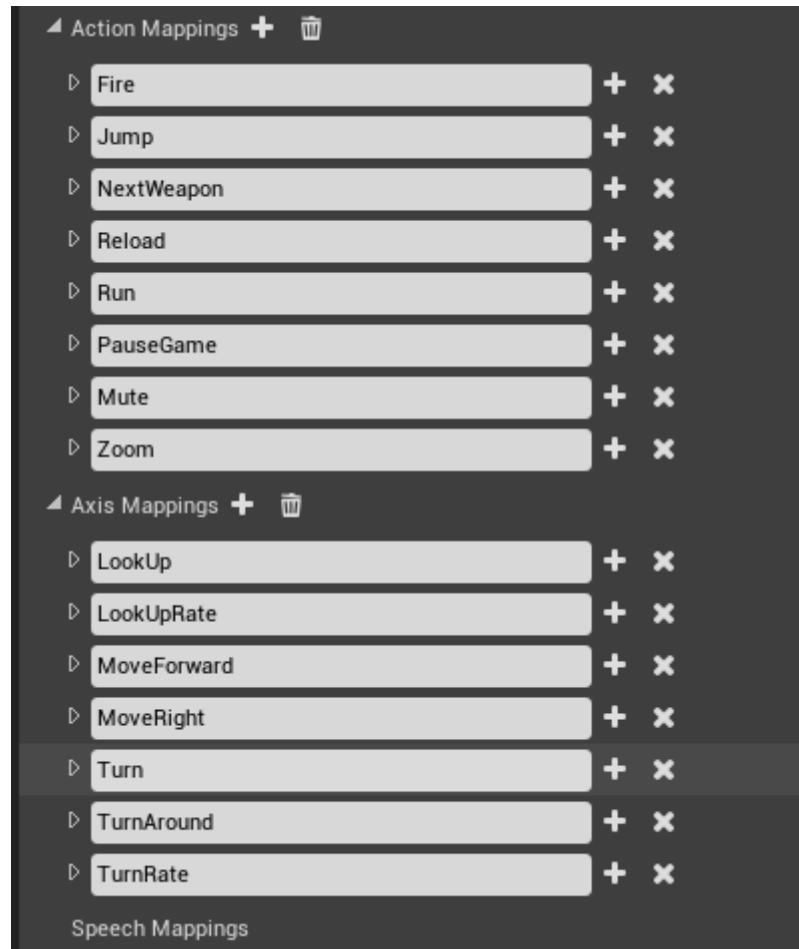 Action Mappings
Fire
Jump
NextWeapon
Reload
Run
PauseGame
Mute
Zoom
Axis Mappings
LookUp
LookUpRate
MoveForward
MoveRight
Turn
TurnAround
TurnRate
Speech Mappings